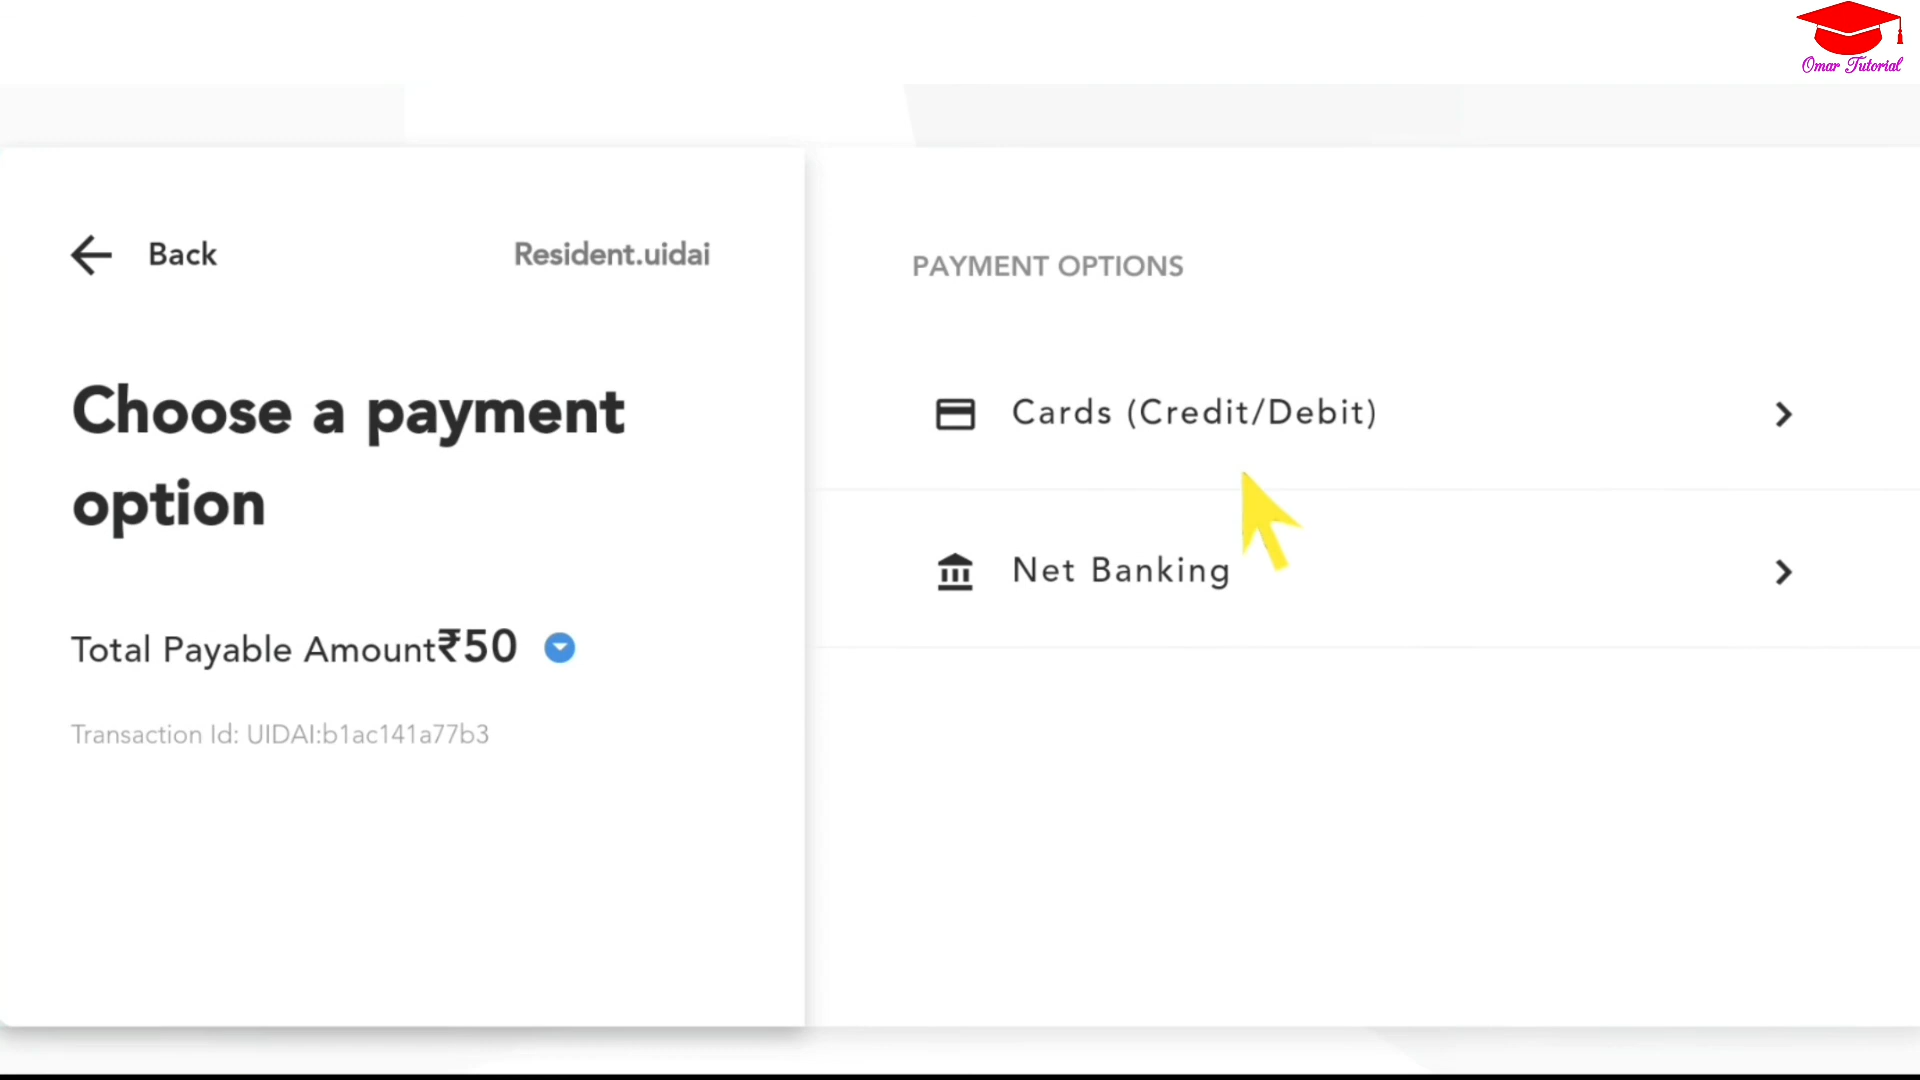 Omar Tutorial
Back
Resident.uidai
Choose a payment
option
Total Payable Amount₹50
Transaction Id: UIDAI:b1ac141a77b3
PAYMENT OPTIONS
Cards (Credit/Debit)
Net Banking